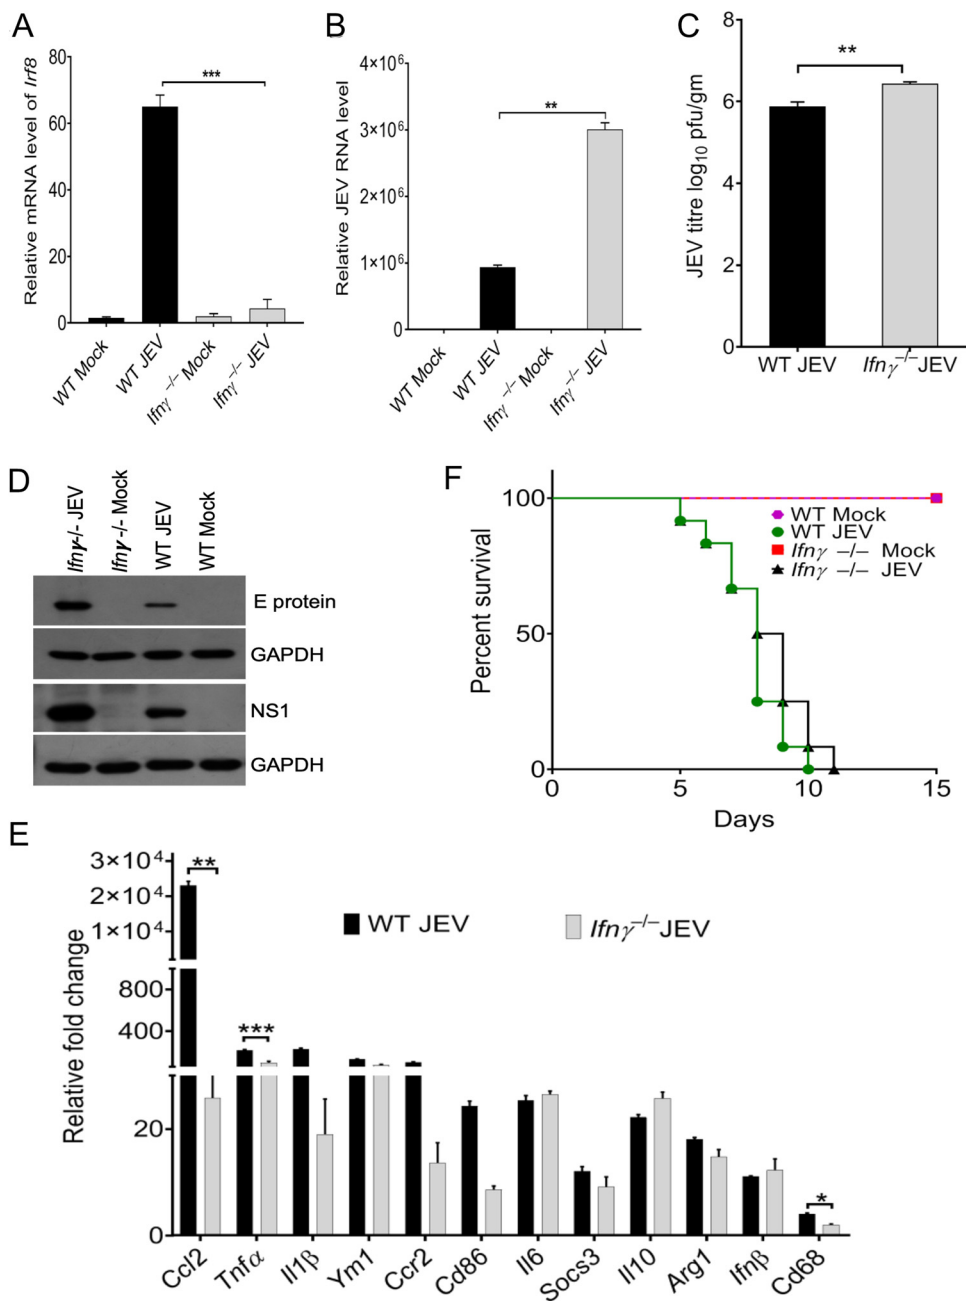 A
Relative mRNA level of Irf8
80
60
40
20
0
***
WT Mock
WT JEV
Ifnγ −/− Mock
Ifnγ −/− JEV
B
Relative JEV RNA level
4×10⁶
3×10⁶
2×10⁶
1×10⁶
0
**
WT Mock
WT JEV
Ifnγ −/− Mock
Ifnγ −/− JEV
C
JEV titre log₁₀ pfu/gm
8
6
4
2
0
**
WT JEV
Ifnγ −/− JEV
D
Ifnγ-/- JEV
Ifnγ -/- Mock
WT JEV
WT Mock
E protein
GAPDH
NS1
GAPDH
F
Percent survival
100
50
0
WT Mock
WT JEV
Ifnγ −/− Mock
Ifnγ −/− JEV
0
5
10
15
Days
E
Relative fold change
3×10⁴
2×10⁴
1×10⁴
800
400
20
0
**
***
*
WT JEV
Ifnγ−/−JEV
Ccl2
Tnfα
Il1β
Ym1
Ccr2
Cd86
Il6
Socs3
Il10
Arg1
Ifnβ
Cd68